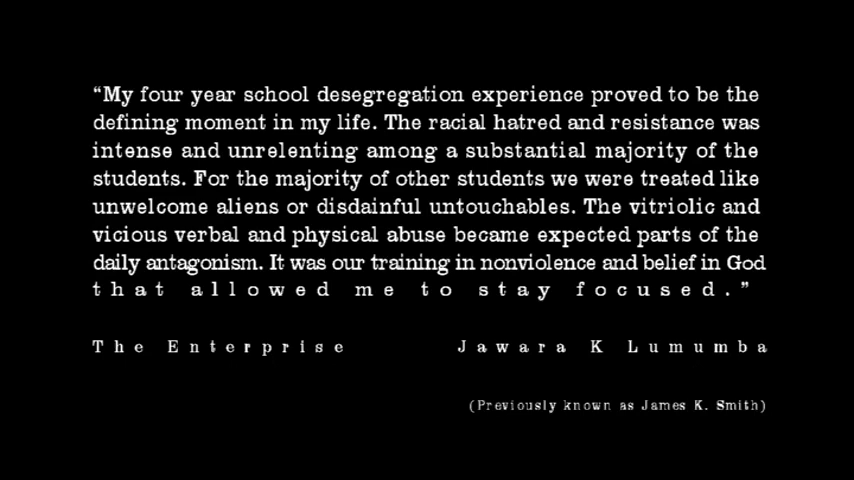 “My four year school desegregation experience proved to be the
defining moment in my life. The racial hatred and resistance was
intense and unrelenting among a substantial majority of the
students. For the majority of other students we were treated like
unwelcome aliens or disdainful untouchables. The vitriolic and
vicious verbal and physical abuse became expected parts of the
daily antagonism. It was our training in nonviolence and belief in God
that allowed me to stay focused.”
The Enterprise Jawara K Lumumba
(Previously known as James K. Smith)